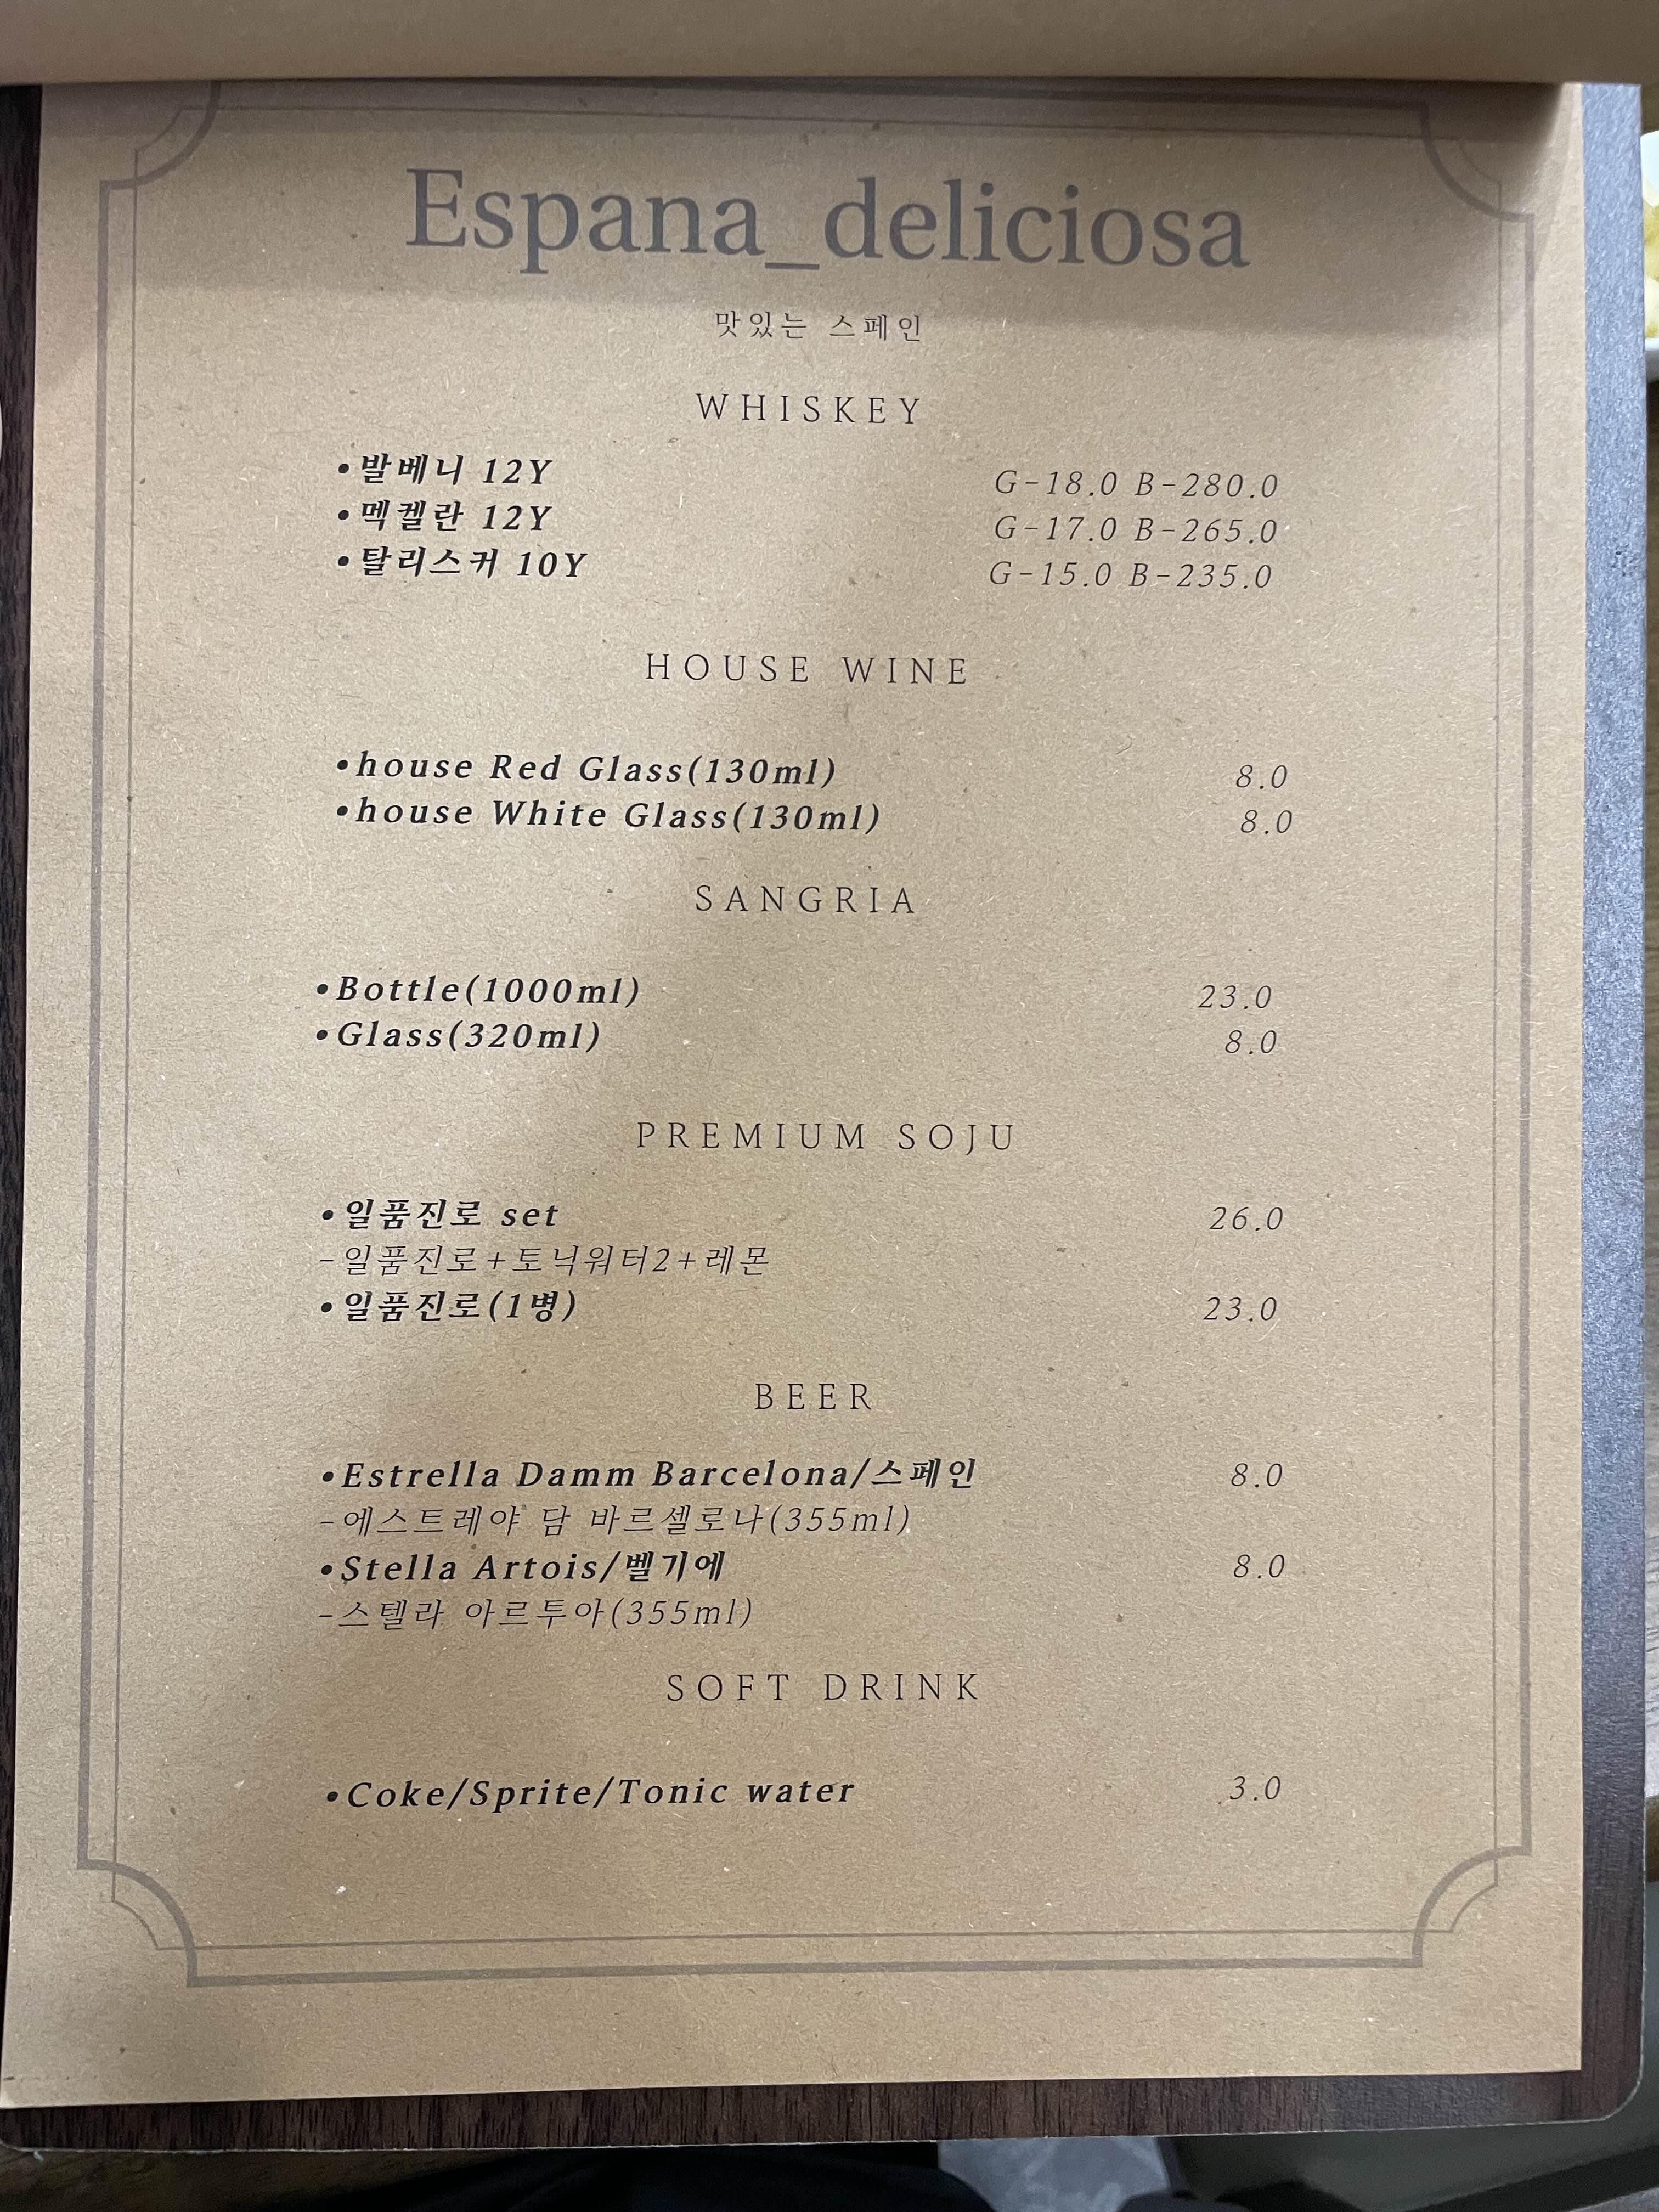 Espana_deliciosa
맛있는 스페인
WHISKEY
•발베니 12Y G-18.0 B-280.0
•멕켈란 12Y G-17.0 B-265.0
•탈리스커 10Y G-15.0 B-235.0
HOUSE WINE
•house Red Glass(130ml) 8.0
•house White Glass(130ml) 8.0
SANGRIA
•Bottle(1000ml) 23.0
•Glass(320ml) 8.0
PREMIUM SOJU
•일품진로 set 26.0
-일품진로+토닉워터2+레몬
•일품진로(1병) 23.0
BEER
•Estrella Damm Barcelona/스페인 8.0
-에스트레야 담 바르셀로나(355ml)
•Stella Artois/벨기에 8.0
-스텔라 아르투아(355ml)
SOFT DRINK
•Coke/Sprite/Tonic water 3.0